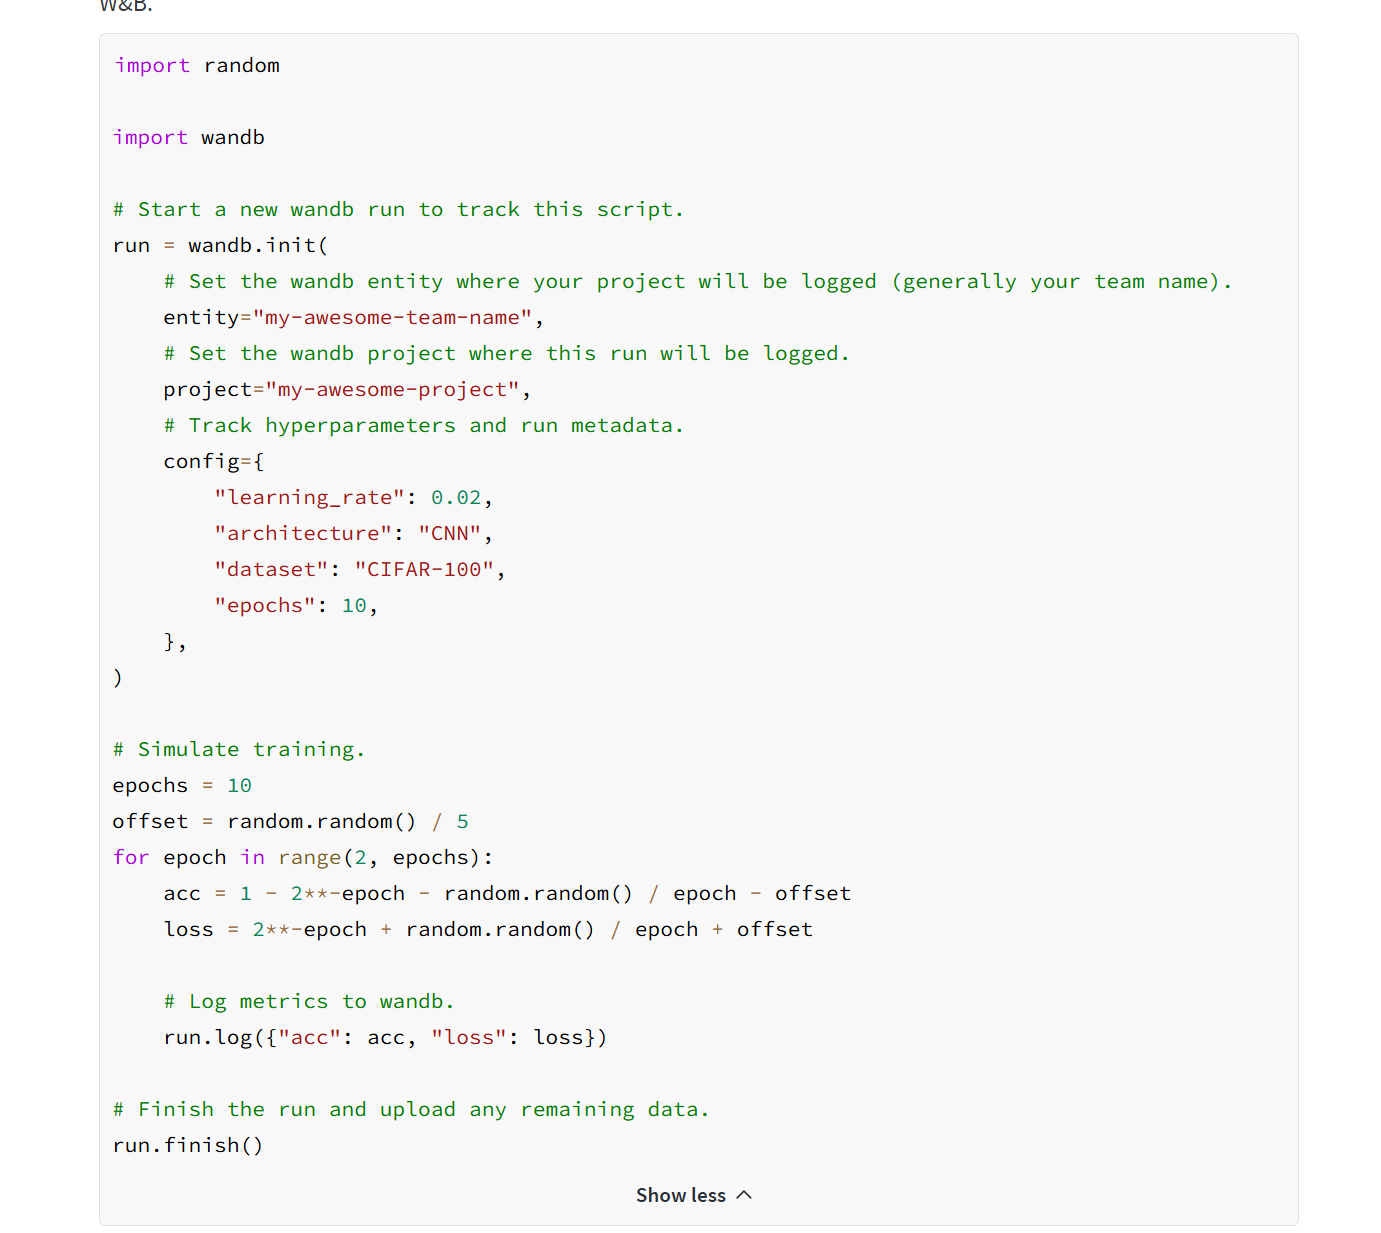 W&B.
import random
import wandb
# Start a new wandb run to track this script.
run = wandb.init(
    # Set the wandb entity where your project will be logged (generally your team name).
    entity="my-awesome-team-name",
    # Set the wandb project where this run will be logged.
    project="my-awesome-project",
    # Track hyperparameters and run metadata.
    config={
        "learning_rate": 0.02,
        "architecture": "CNN",
        "dataset": "CIFAR-100",
        "epochs": 10,
    },
)
# Simulate training.
epochs = 10
offset = random.random() / 5
for epoch in range(2, epochs):
    acc = 1 - 2**-epoch - random.random() / epoch - offset
    loss = 2**-epoch + random.random() / epoch + offset
    # Log metrics to wandb.
    run.log({"acc": acc, "loss": loss})
# Finish the run and upload any remaining data.
run.finish()
Show less